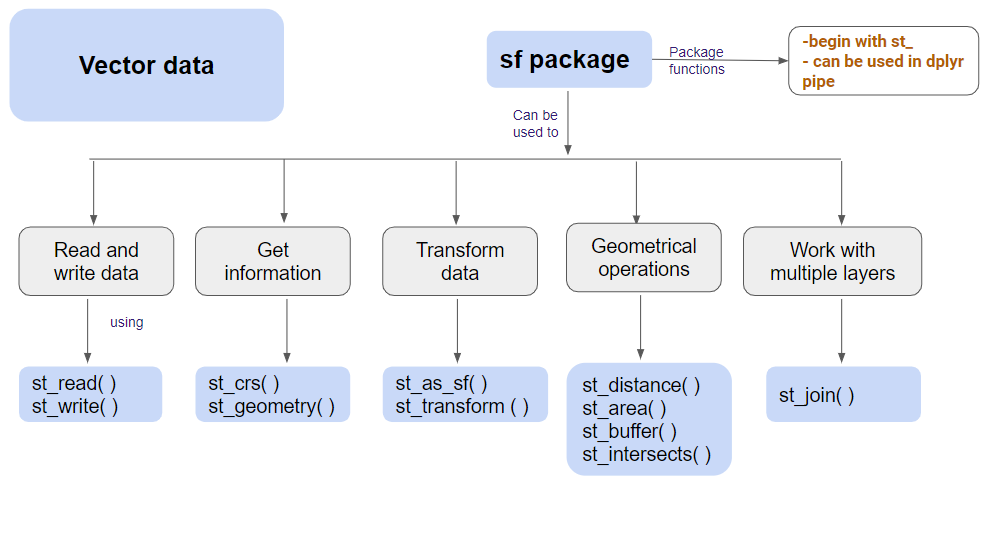 Vector data
sf package
Package
functions
-begin with st_
- can be used in dplyr
pipe
Can be
used to
Read and
write data
Get
information
Transform
data
Geometrical
operations
Work with
multiple layers
using
st_read( )
st_write( )
st_crs( )
st_geometry( )
st_as_sf( )
st_transform ( )
st_distance( )
st_area( )
st_buffer( )
st_intersects( )
st_join( )